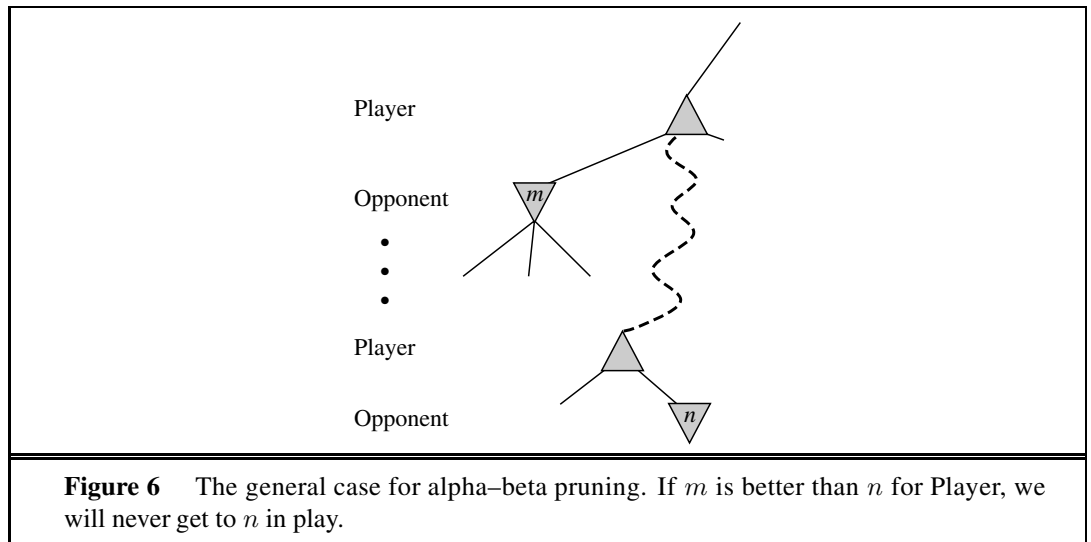 Player
m
Opponent
Player
Opponent
n
Figure 6 The general case for alpha–beta pruning. If m is better than n for Player, we
will never get to n in play.